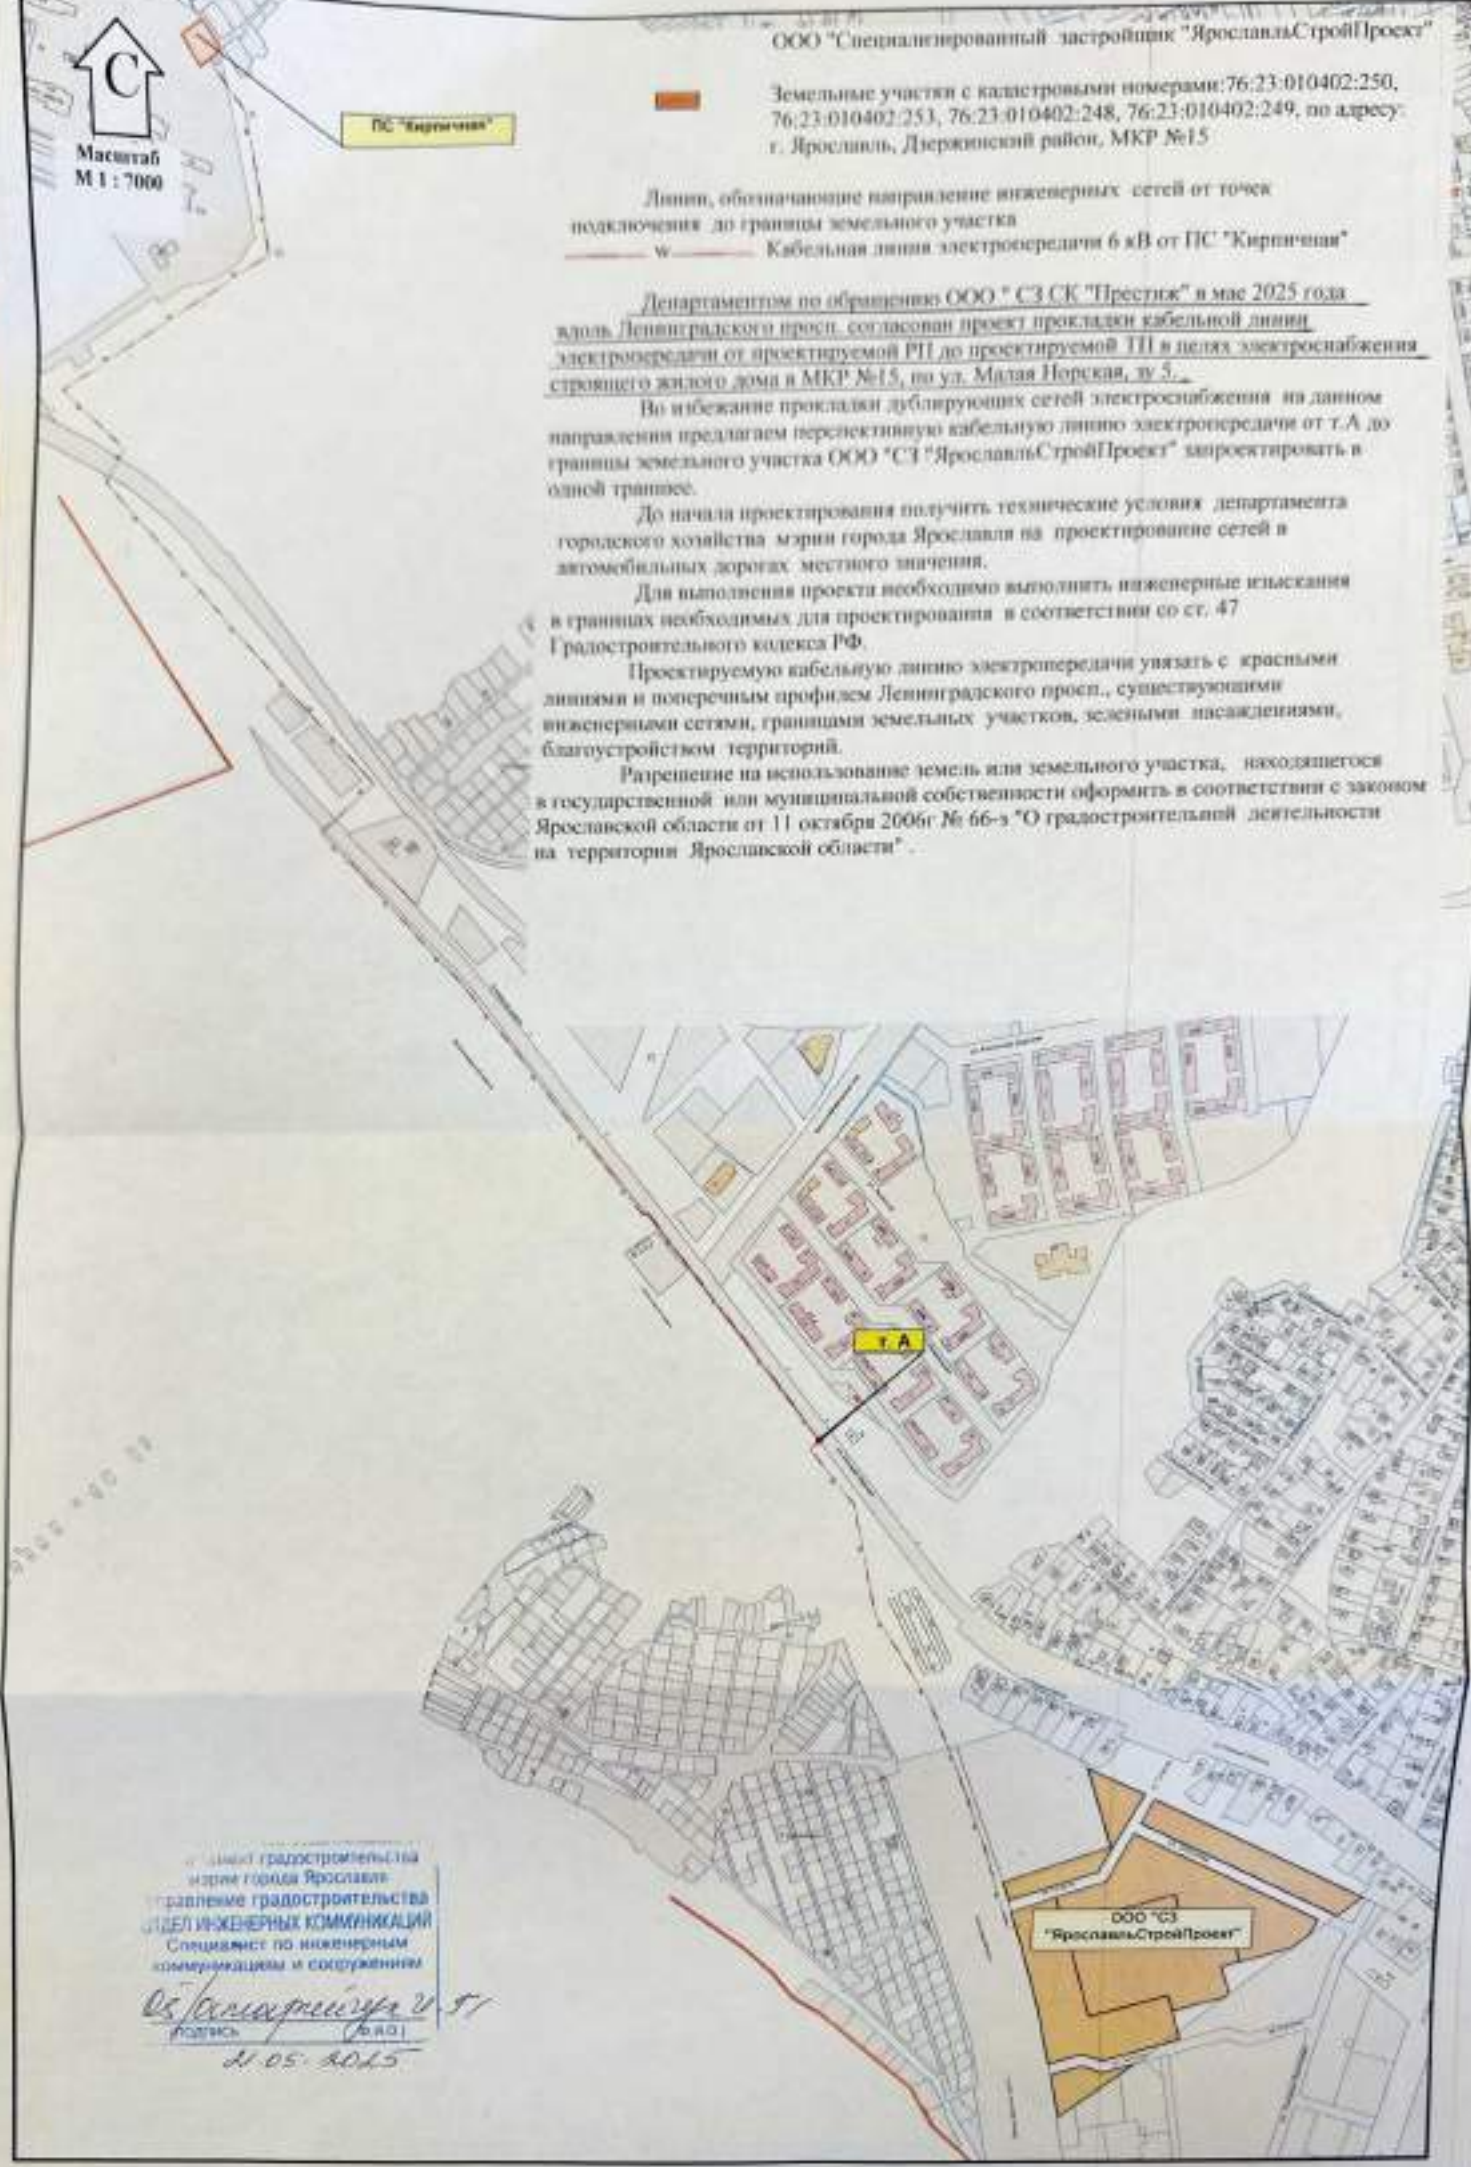 ООО "Специализированный застройщик "ЯрославльСтройПроект"
Земельные участки с кадастровыми номерами:76:23:010402:250,
76:23:010402:253, 76:23:010402:248, 76:23:010402:249, по адресу:
г. Ярославль, Дзержинский район, МКР №15
С
Масштаб
М 1 : 7000
ПС "Кирпичная"
Линии, обозначающие направление инженерных сетей от точек
подключения до границы земельного участка
w Кабельная линия электропередачи 6 кВ от ПС "Кирпичная"
Департаментом по обращению ООО " СЗ СК "Престиж" в мае 2025 года
вдоль Ленинградского просп. согласован проект прокладки кабельной линии
электропередачи от проектируемой РП до проектируемой ТП в целях электроснабжения
строящего жилого дома в МКР №15, по ул. Малая Норская, зу 5.
Во избежание прокладки дублирующих сетей электроснабжения на данном
направлении предлагаем перспективную кабельную линию электропередачи от т.А до
границы земельного участка ООО "СЗ "ЯрославльСтройПроект" запроектировать в
одной траншее.
До начала проектирования получить технические условия департамента
городского хозяйства мэрии города Ярославля на проектирование сетей в
автомобильных дорогах местного значения.
Для выполнения проекта необходимо выполнить инженерные изыскания
в границах необходимых для проектирования в соответствии со ст. 47
Градостроительного кодекса РФ.
Проектируемую кабельную линию электропередачи увязать с красными
линиями и поперечным профилем Ленинградского просп., существующими
инженерными сетями, границами земельных участков, зелеными насаждениями,
благоустройством территорий.
Разрешение на использование земель или земельного участка, находящегося
в государственной или муниципальной собственности оформить в соответствии с законом
Ярославской области от 11 октября 2006г № 66-з "О градостроительной деятельности
на территории Ярославской области" .
т. А
ООО "СЗ
"ЯрославльСтройПроект"
градостроительства
мэрии города Ярославля
градостроительства
ИНЖЕНЕРНЫХ КОММУНИКАЦИЙ
Специалист по инженерным
коммуникациям и сооружениям
подпись (Ф.И.О.)
21.05.2025